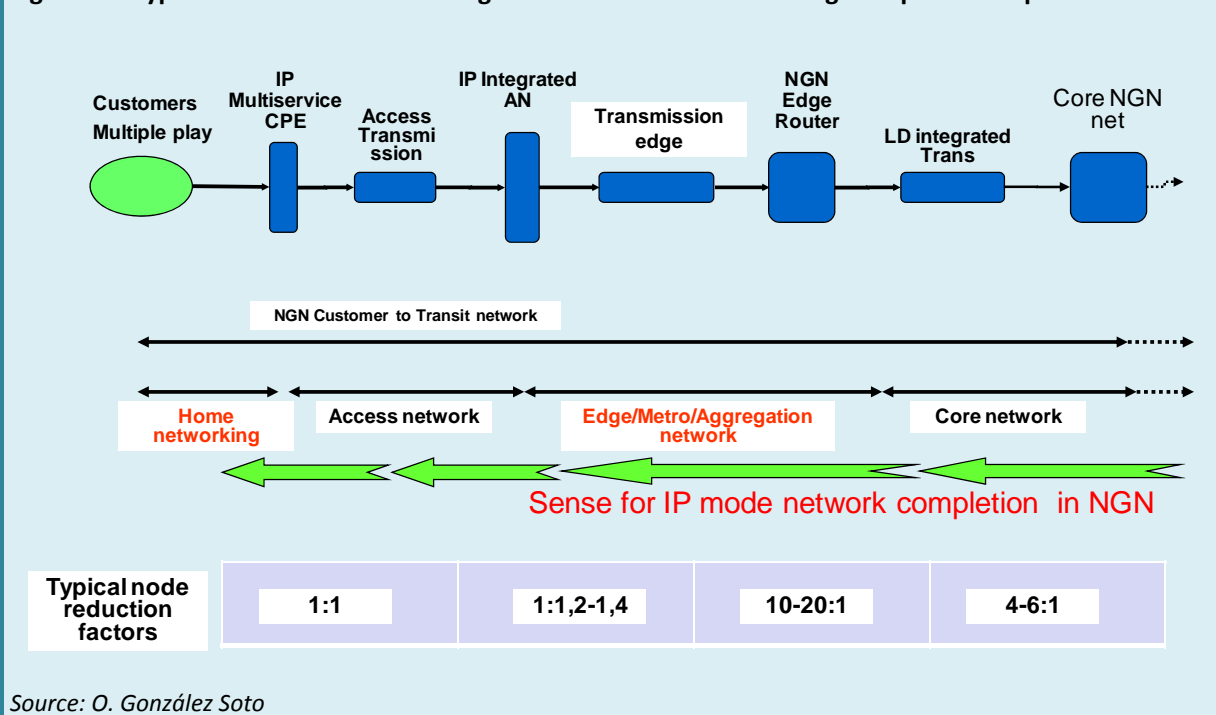 Customers
Multiple play
IP
Multiservice
CPE
Access
Transmi
ssion
IP Integrated
AN
Transmission
edge
NGN
Edge
Router
LD integrated
Trans
Core NGN
net
NGN Customer to Transit network
Home
networking
Access network
Edge/Metro/Aggregation
network
Core network
Sense for IP mode network completion in NGN
Typical node
reduction
factors
1:1
1:1,2-1,4
10-20:1
4-6:1
Source: O. González Soto